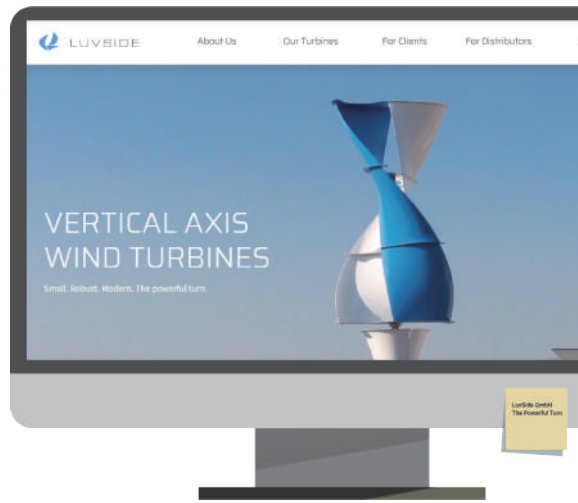 LUVSIDE
About Us
Our Turbines
For Clients
For Distributors
VERTICAL AXIS
WIND TURBINES
Small. Robust. Modern. The powerful turn.
LuvSide GmbH
The Powerful Turn